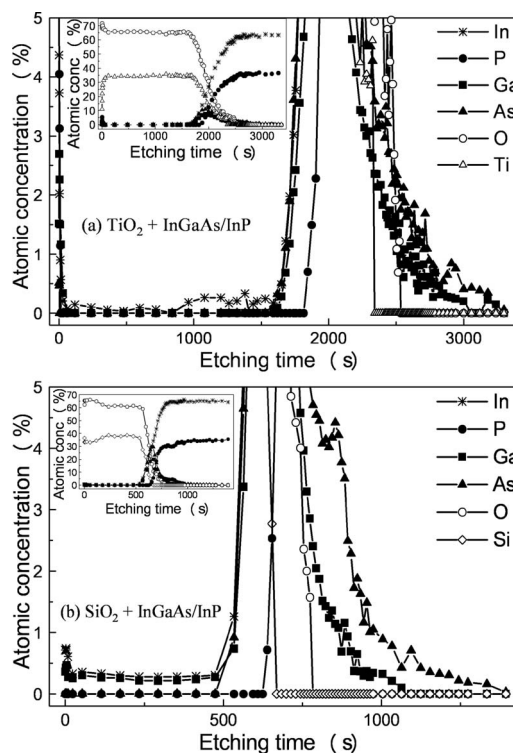 Atomic concentration (%)
5
4
3
2
1
0
Atomic conc (%)
70
60
50
40
30
20
10
0
0 1000 2000 3000
Etching time ( s)
In
P
Ga
As
O
Ti
(a) TiO2 + InGaAs/InP
0 1000 2000 3000
Etching time ( s)
Atomic concentration (%)
5
4
3
2
1
0
Atomic conc (%)
70
60
50
40
30
20
10
0
0 500 1000
Etching time ( s)
In
P
Ga
As
O
Si
(b) SiO2 + InGaAs/InP
0 500 1000
Etching time ( s)